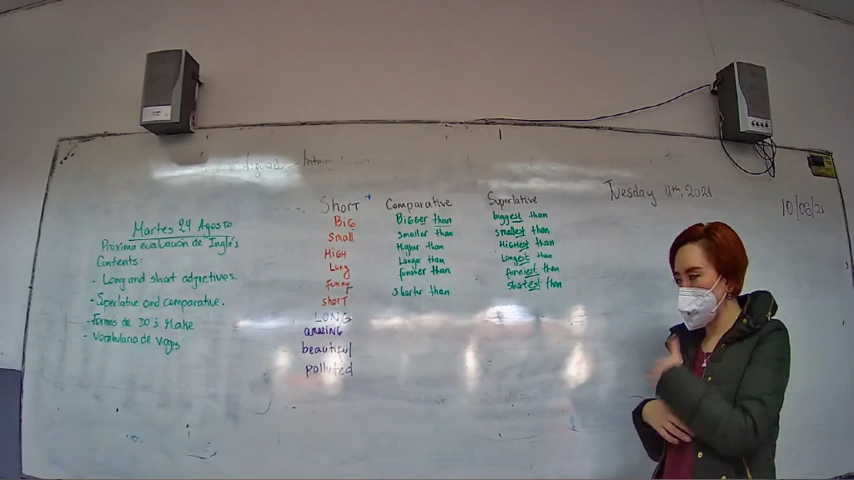 Tuesday 11th, 2021
10/08/21
Martes 24 Agosto
Proxima evaluación de Inglés
Contents:
- Long and short adjectives.
- Superlative and comparative.
- Formas de DO & Make
- Vocabulario de viajes
Short Comparative Superlative
BIG Bigger than biggest than
Small smaller than smallest than
HIGH Higher than Highest than
Long Longer than Longest than
funny funnier than funniest than
short shorter than shortest than
LONG
amazing
beautiful
polluted